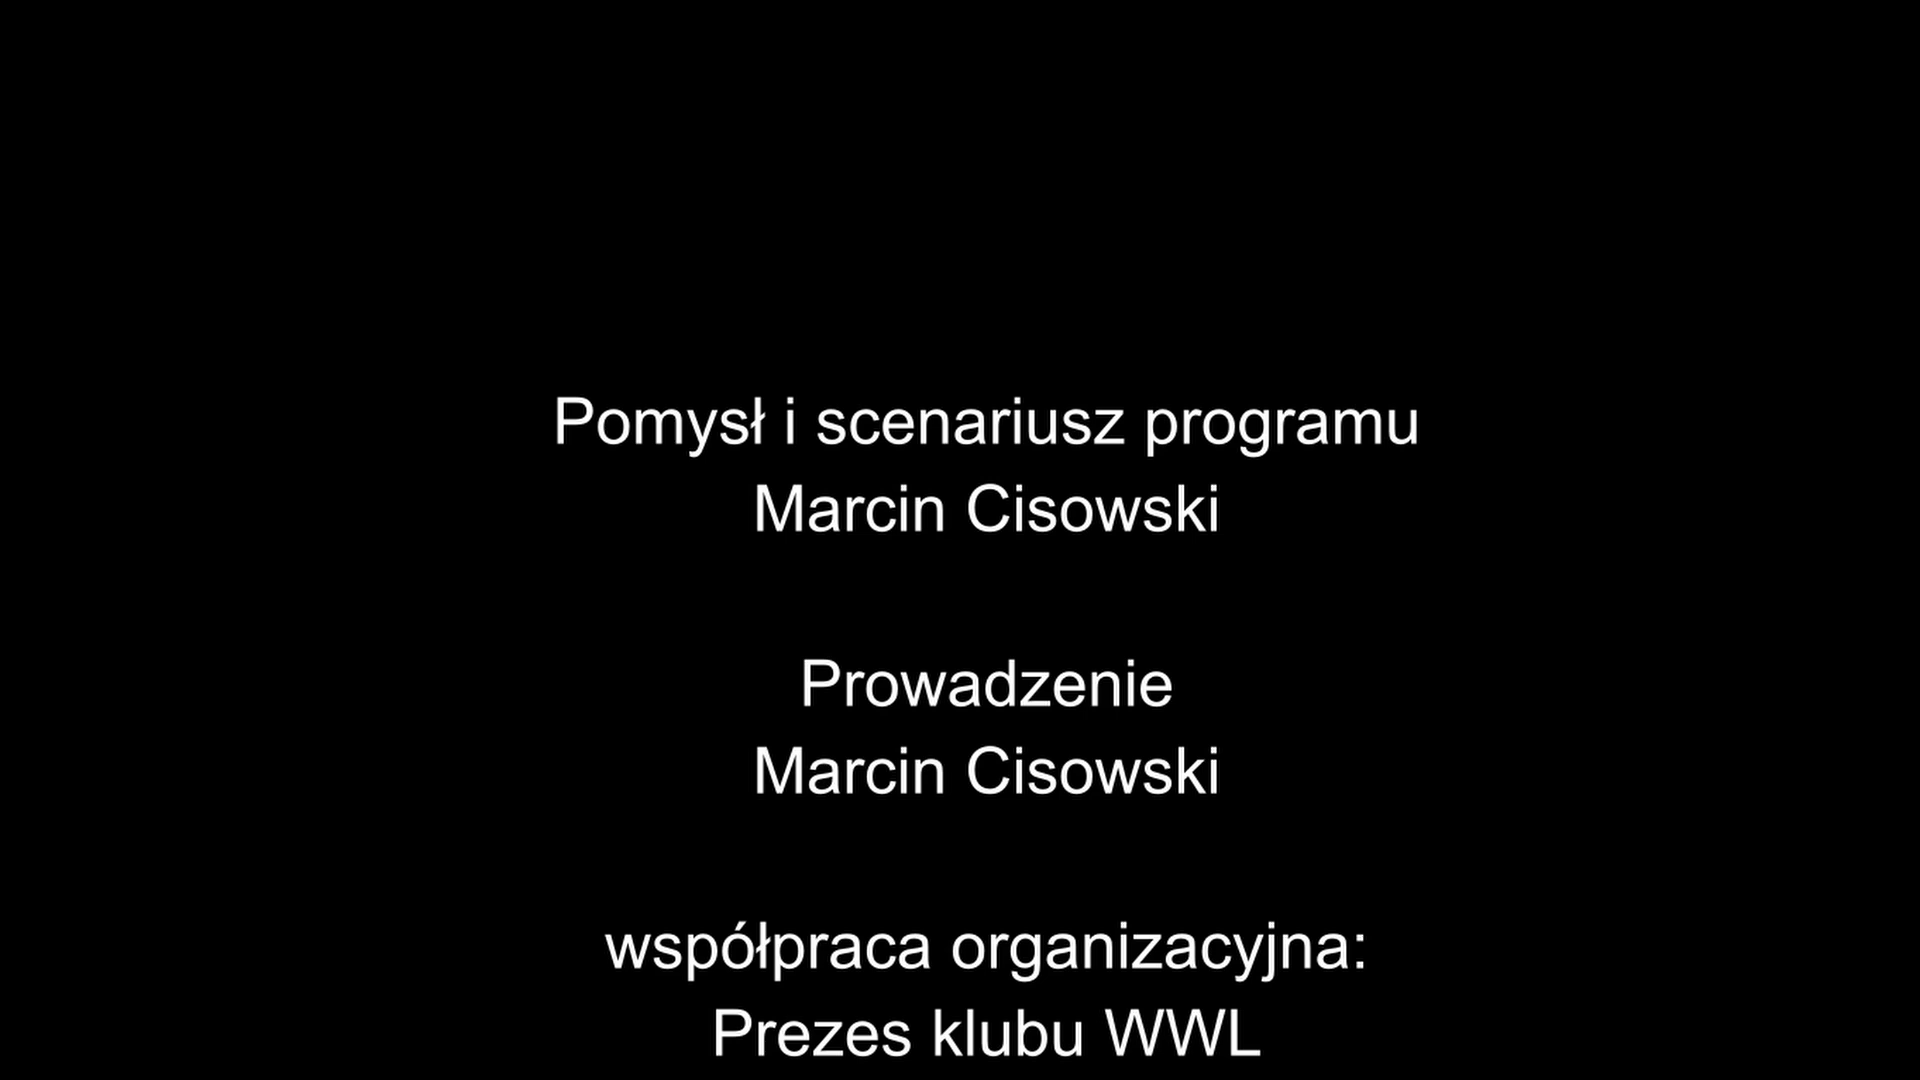 Pomysł i scenariusz programu
Marcin Cisowski
Prowadzenie
Marcin Cisowski
współpraca organizacyjna:
Prezes klubu WWL